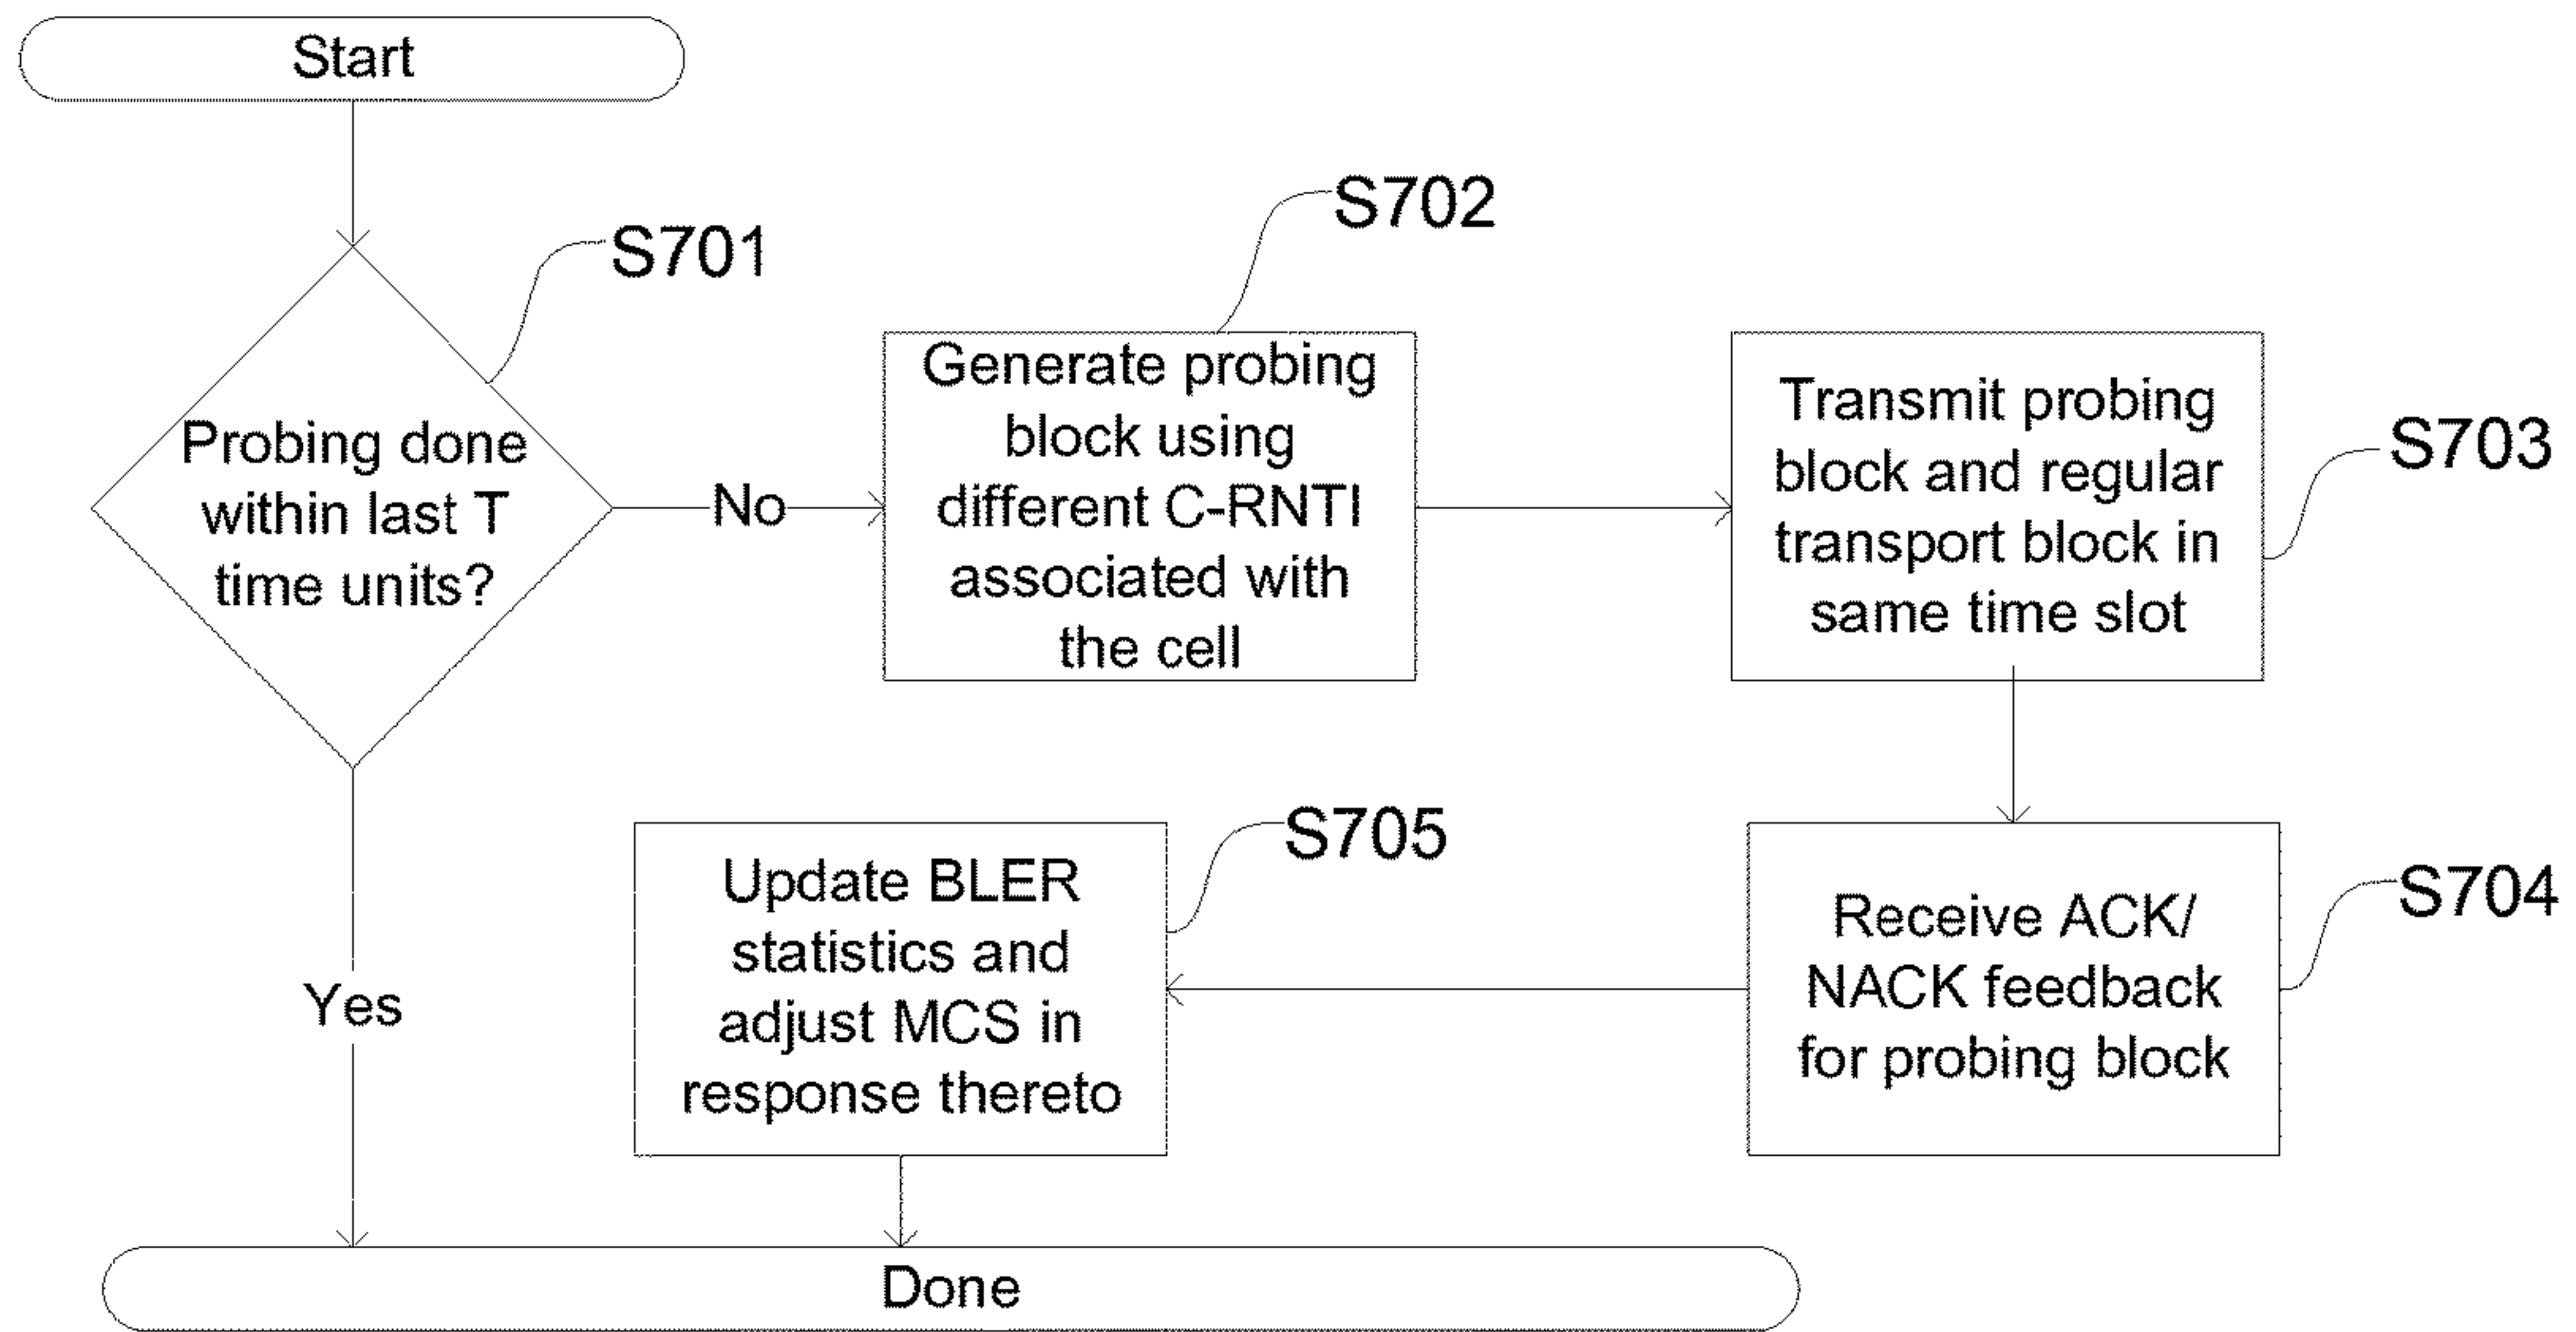 Start
S701
Probing done
within last T
time units?
No
S702
Generate probing
block using
different C-RNTI
associated with
the cell
S703
Transmit probing
block and regular
transport block in
same time slot
S704
Receive ACK/
NACK feedback
for probing block
S705
Update BLER
statistics and
adjust MCS in
response thereto
Yes
Done